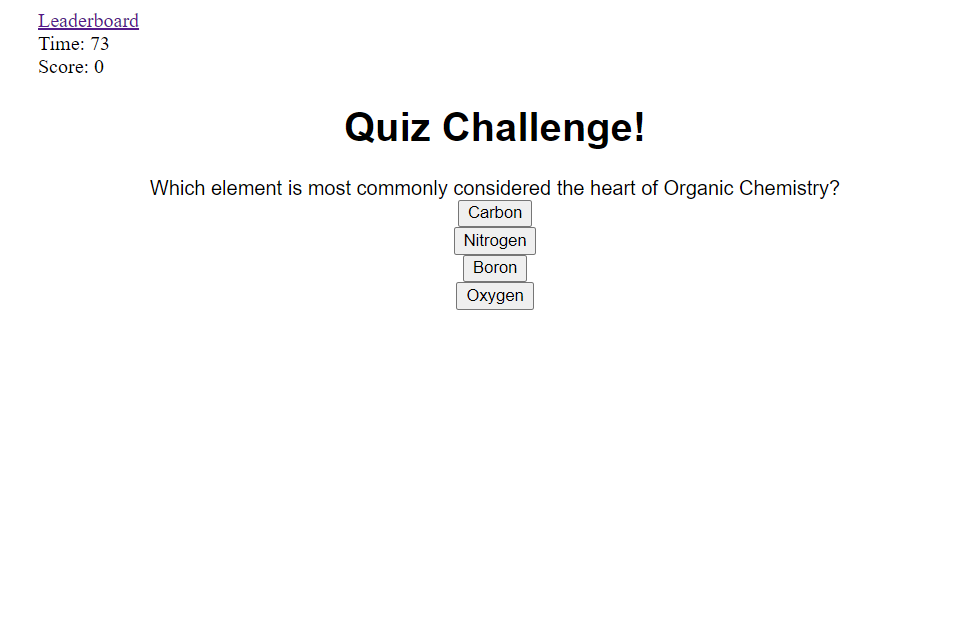 Leaderboard
Time: 73
Score: 0
Quiz Challenge!
Which element is most commonly considered the heart of Organic Chemistry?
Carbon
Nitrogen
Boron
Oxygen